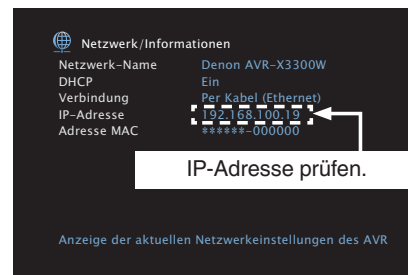 Netzwerk/Informationen
Netzwerk-Name Denon AVR-X3300W
DHCP Ein
Verbindung Per Kabel (Ethernet)
IP-Adresse 192.168.100.19
Adresse MAC ******-000000
IP-Adresse prüfen.
Anzeige der aktuellen Netzwerkeinstellungen des AVR